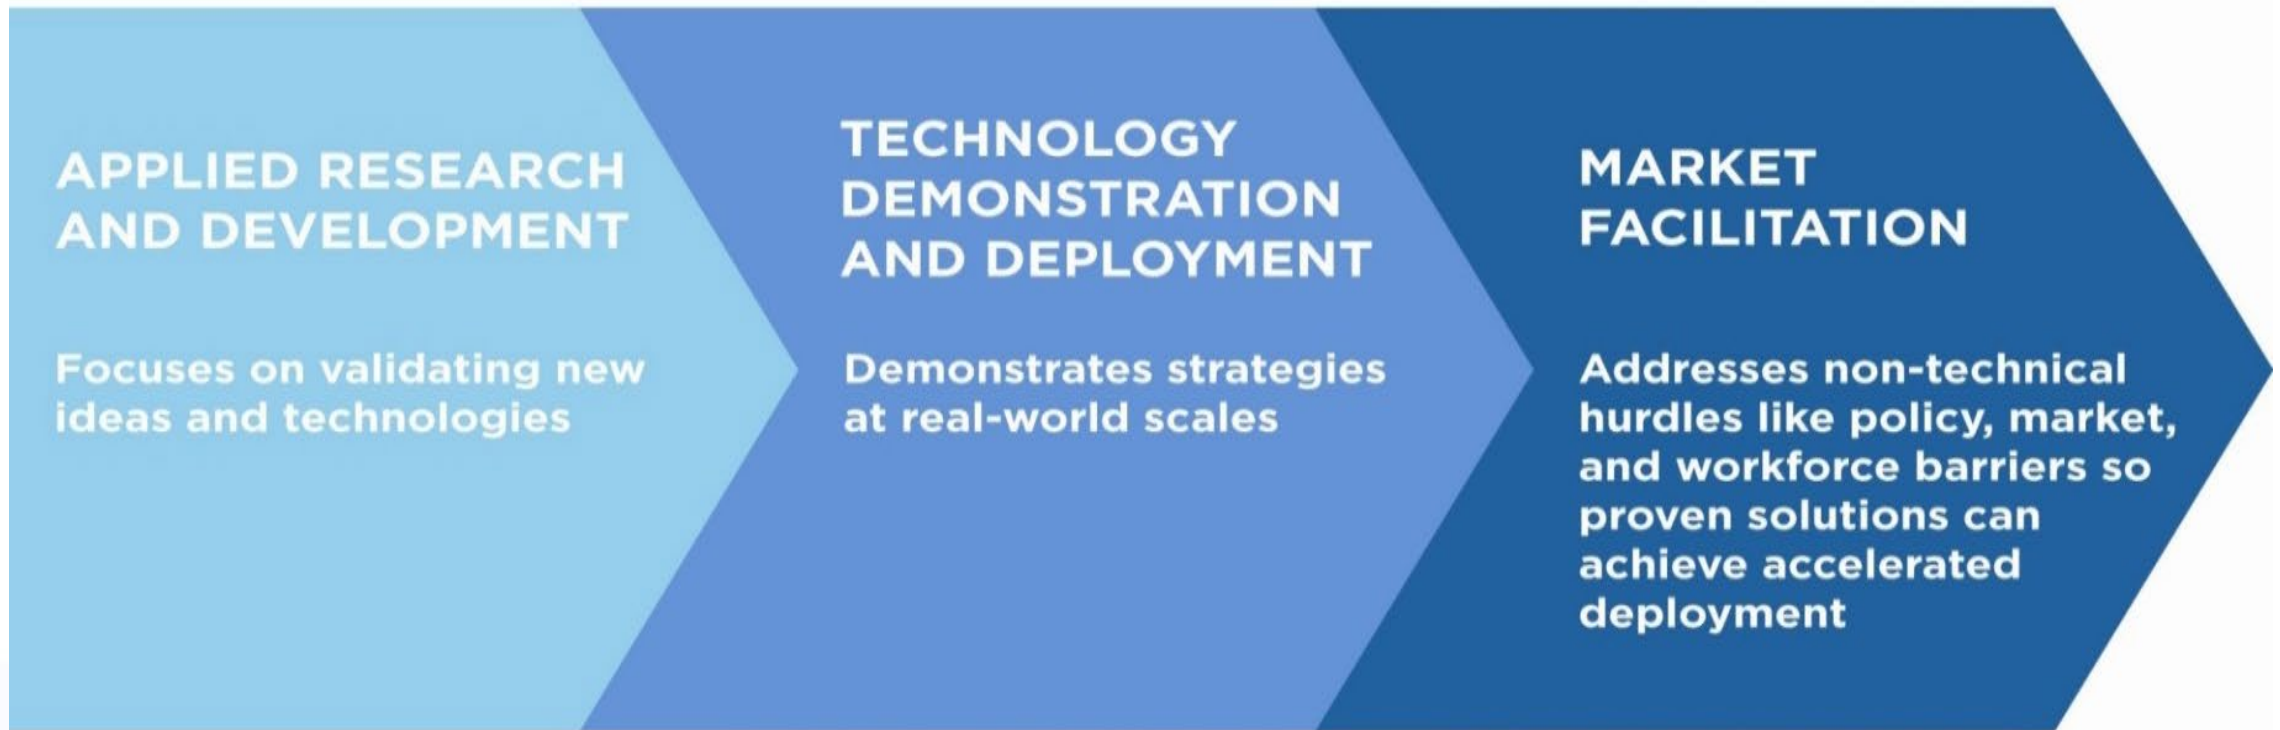 APPLIED RESEARCH
AND DEVELOPMENT
Focuses on validating new
ideas and technologies
TECHNOLOGY
DEMONSTRATION
AND DEPLOYMENT
Demonstrates strategies
at real-world scales
MARKET
FACILITATION
Addresses non-technical
hurdles like policy, market,
and workforce barriers so
proven solutions can
achieve accelerated
deployment